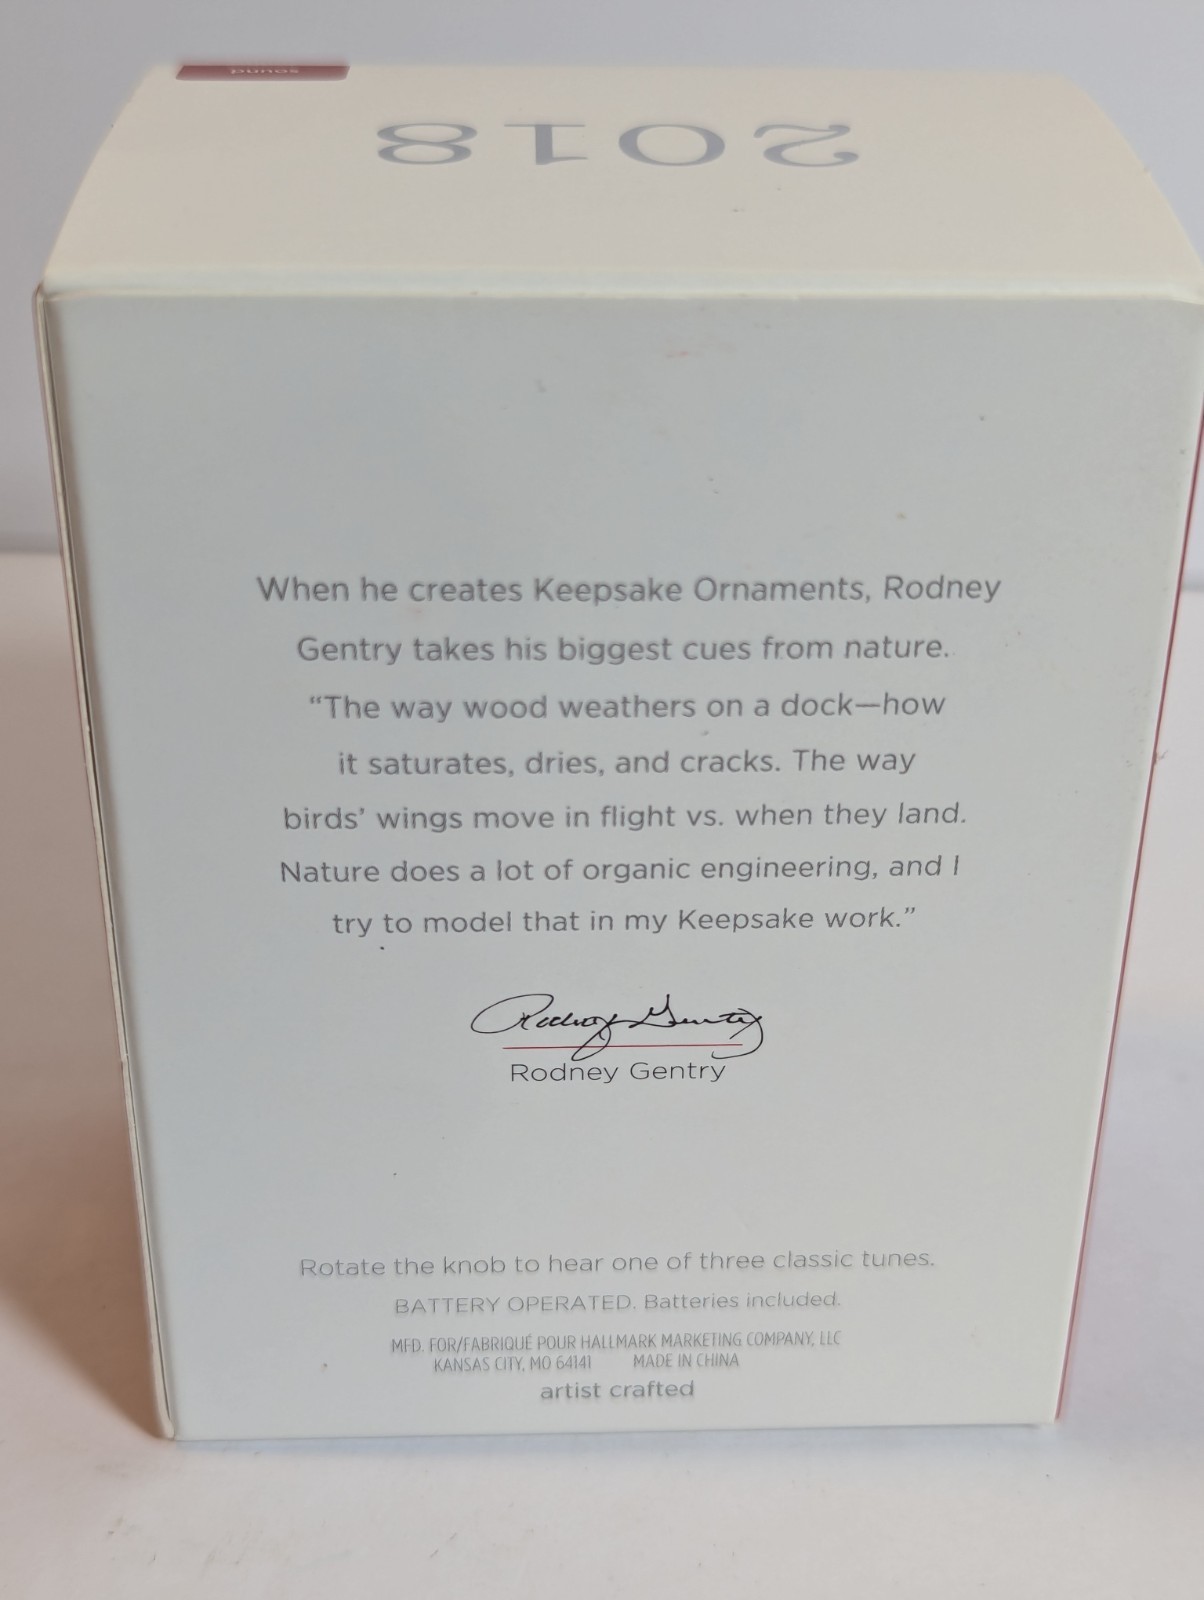 sound
2018
When he creates Keepsake Ornaments, Rodney
Gentry takes his biggest cues from nature.
“The way wood weathers on a dock—how
it saturates, dries, and cracks. The way
birds’ wings move in flight vs. when they land.
Nature does a lot of organic engineering, and I
try to model that in my Keepsake work.”
Rodney Gentry
Rodney Gentry
Rotate the knob to hear one of three classic tunes.
BATTERY OPERATED. Batteries included.
MFD. FOR/FABRIQUÉ POUR HALLMARK MARKETING COMPANY, LLC
KANSAS CITY, MO 64141 MADE IN CHINA
artist crafted